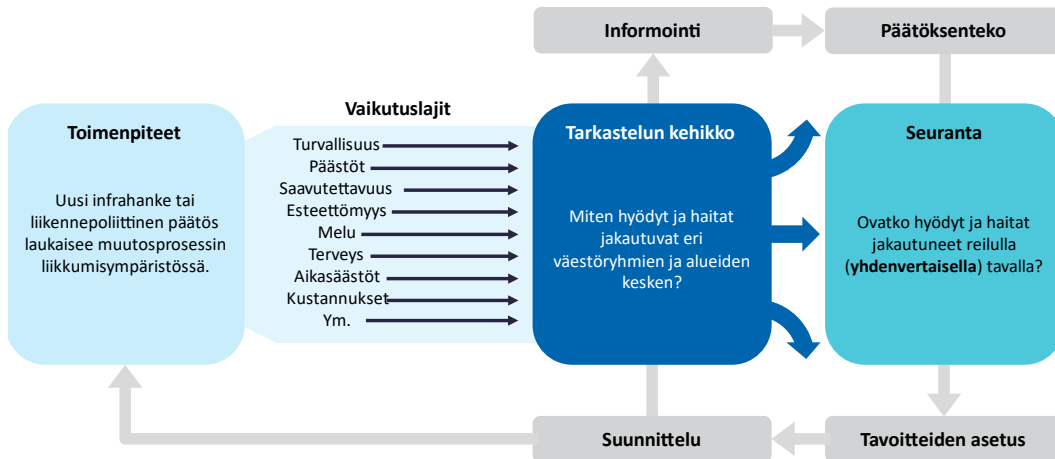 Informointi
Päätöksenteko
Toimenpiteet
Uusi infrahanke tai
liikennepoliittinen päätös
laukaisee muutosprosessin
liikkumisympäristössä.
Vaikutuslajit
Turvallisuus
Päästöt
Saavutettavuus
Esteettömyys
Melu
Terveys
Aikasäästöt
Kustannukset
Ym.
Tarkastelun kehikko
Miten hyödyt ja haitat
jakautuvat eri
väestöryhmien ja alueiden
kesken?
Seuranta
Ovatko hyödyt ja haitat
jakautuneet reilulla
(yhdenvertaisella) tavalla?
Suunnittelu
Tavoitteiden asetus